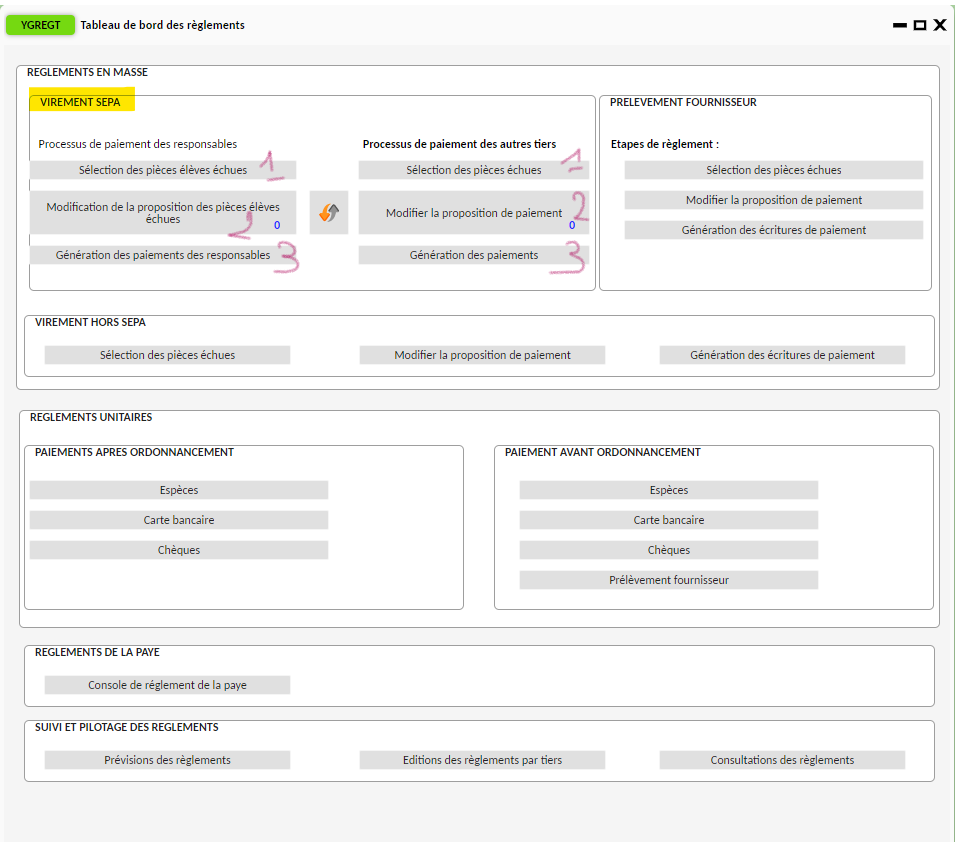 YGREGT Tableau de bord des règlements
REGLEMENTS EN MASSE
VIREMENT SEPA
Processus de paiement des responsables
Sélection des pièces élèves échues 1
Modification de la proposition des pièces élèves
échues
0
2
Génération des paiements des responsables 3
Processus de paiement des autres tiers
Sélection des pièces échues 1
Modifier la proposition de paiement 2
0
Génération des paiements 3
PRELEVEMENT FOURNISSEUR
Etapes de règlement :
Sélection des pièces échues
Modifier la proposition de paiement
Génération des écritures de paiement
VIREMENT HORS SEPA
Sélection des pièces échues
Modifier la proposition de paiement
Génération des écritures de paiement
REGLEMENTS UNITAIRES
PAIEMENTS APRES ORDONNANCEMENT
Espèces
Carte bancaire
Chèques
PAIEMENT AVANT ORDONNANCEMENT
Espèces
Carte bancaire
Chèques
Prélèvement fournisseur
REGLEMENTS DE LA PAYE
Console de réglement de la paye
SUIVI ET PILOTAGE DES REGLEMENTS
Prévisions des règlements
Editions des règlements par tiers
Consultations des règlements